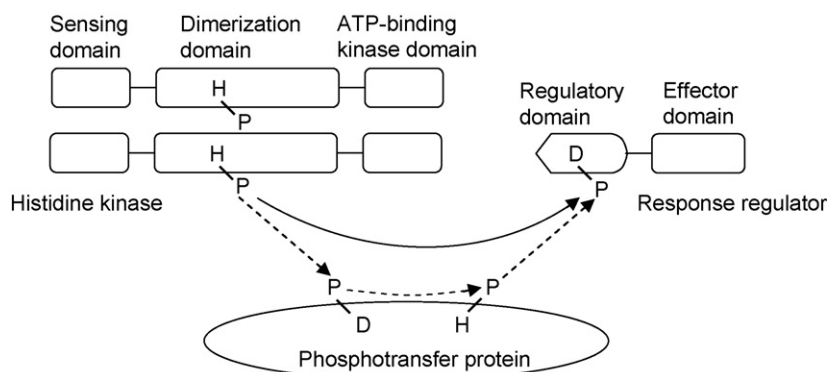 Sensing domain
Dimerization domain
ATP-binding kinase domain
H
P
H
P
Histidine kinase
Regulatory domain
Effector domain
D
P
Response regulator
P
P
D
H
Phosphotransfer protein